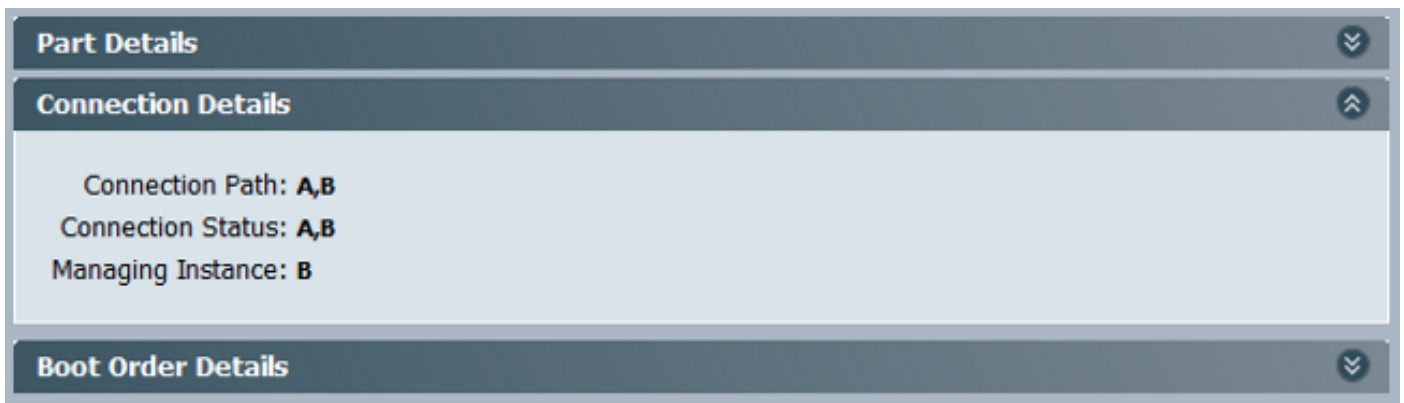 Part Details
Connection Details
Connection Path: A,B
Connection Status: A,B
Managing Instance: B
Boot Order Details